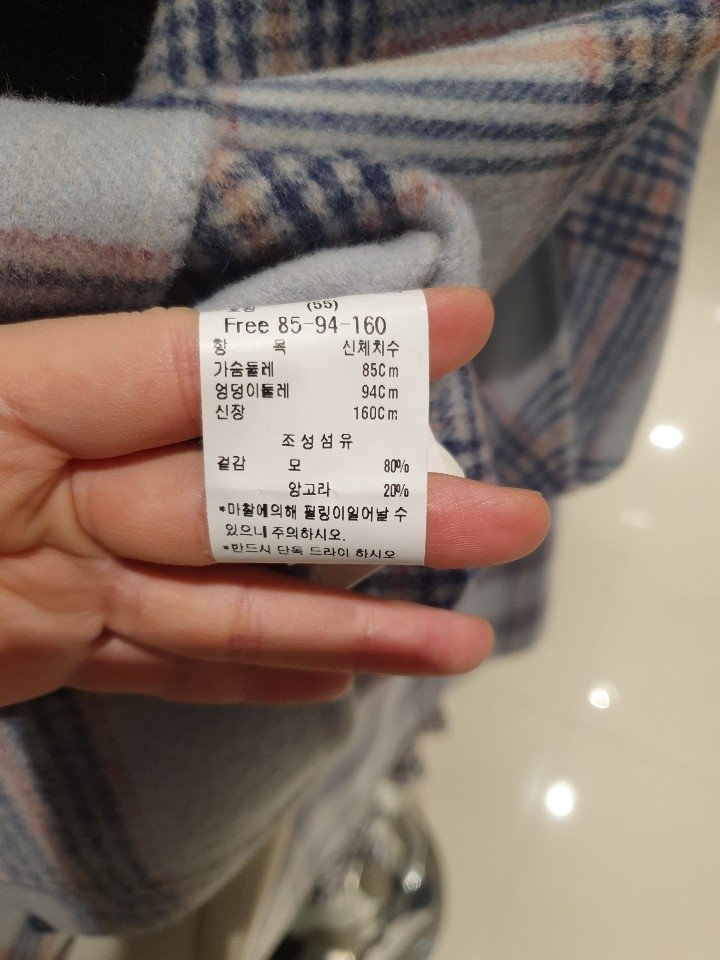 (55)
Free 85-94-160
항 목 신체치수
가슴둘레 85Cm
엉덩이둘레 94Cm
신장 160Cm
조성섬유
겉감 모 80%
앙고라 20%
*마찰에의해 필링이일어날 수
있으니 주의하시오.
*반드시 단독 드라이 하시오